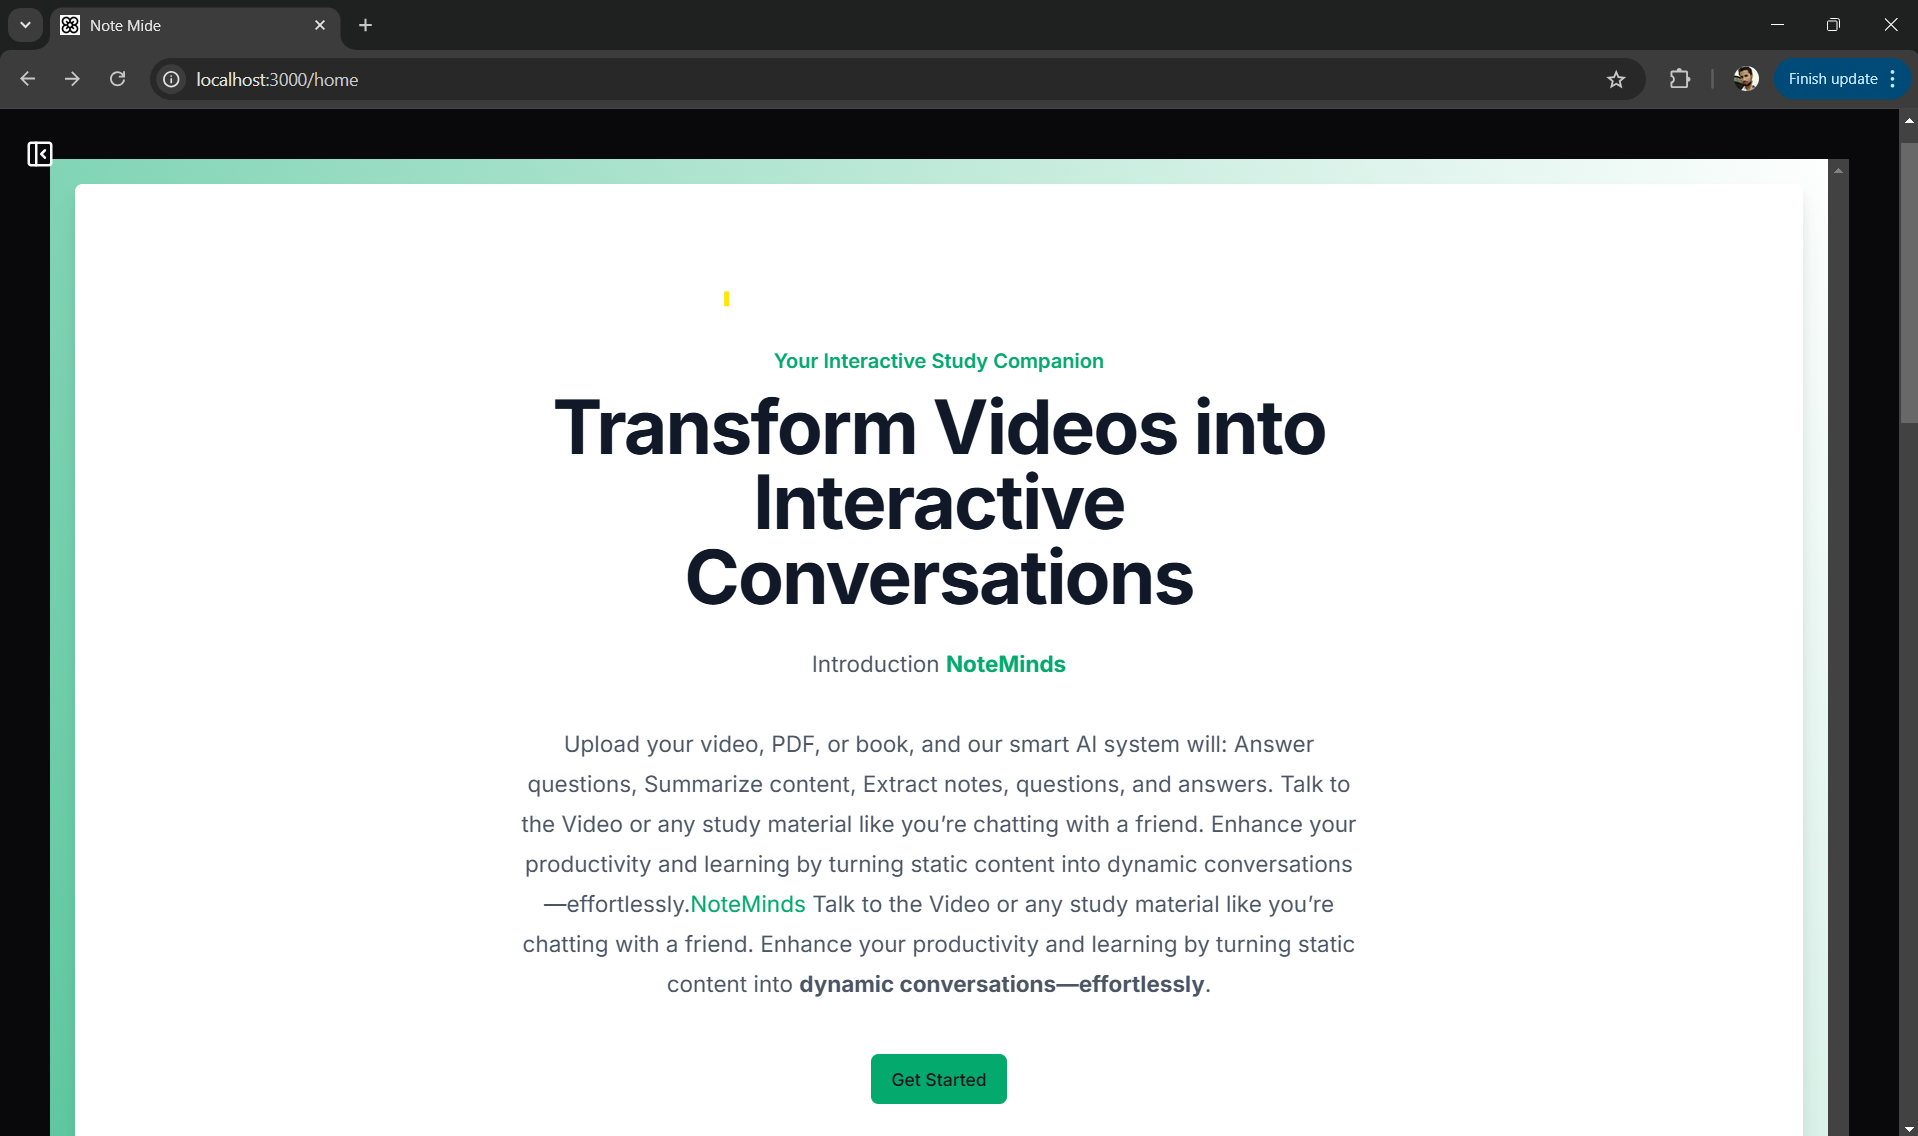 Note Mide
localhost:3000/home
Finish update
Your Interactive Study Companion
Transform Videos into
Interactive
Conversations
Introduction NoteMinds
Upload your video, PDF, or book, and our smart AI system will: Answer
questions, Summarize content, Extract notes, questions, and answers. Talk to
the Video or any study material like you’re chatting with a friend. Enhance your
productivity and learning by turning static content into dynamic conversations
—effortlessly.NoteMinds Talk to the Video or any study material like you’re
chatting with a friend. Enhance your productivity and learning by turning static
content into dynamic conversations—effortlessly.
Get Started